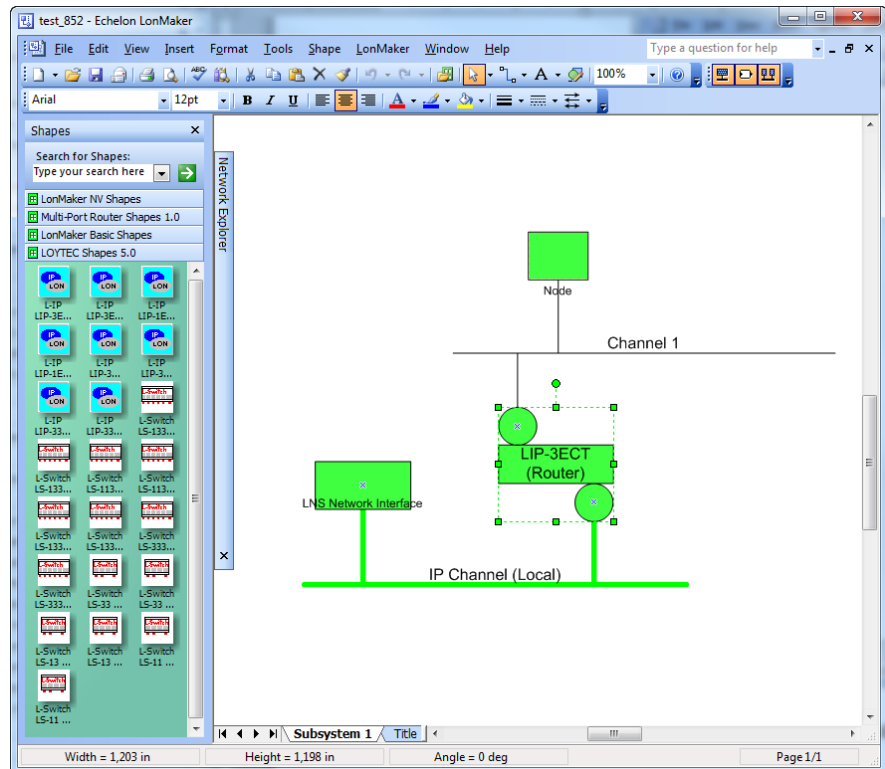 test_852 - Echelon LonMaker
File Edit View Insert Format Tools Shape LonMaker Window Help Type a question for help
100%
Arial 12pt B I U A
Shapes
Search for Shapes:
Type your search here
LonMaker NV Shapes
Multi-Port Router Shapes 1.0
LonMaker Basic Shapes
LOYTEC Shapes 5.0
L-IP L-IP L-IP
LIP-3E... LIP-3E... LIP-1E...
L-IP L-IP L-IP
LIP-1E... LIP-3... LIP-3...
L-IP L-IP L-Switch
LIP-33... LIP-33... LS-133...
L-Switch L-Switch L-Switch
LS-133... LS-113... LS-113...
L-Switch L-Switch L-Switch
LS-133... LS-133... LS-333...
L-Switch L-Switch L-Switch
LS-333... LS-33 ... LS-33 ...
L-Switch L-Switch L-Switch
LS-13 ... LS-13 ... LS-11 ...
L-Switch
LS-11 ...
Network Explorer
Node
Channel 1
LIP-3ECT
(Router)
LNS Network Interface
IP Channel (Local)
Subsystem 1 Title
Width = 1,203 in Height = 1,198 in Angle = 0 deg Page 1/1